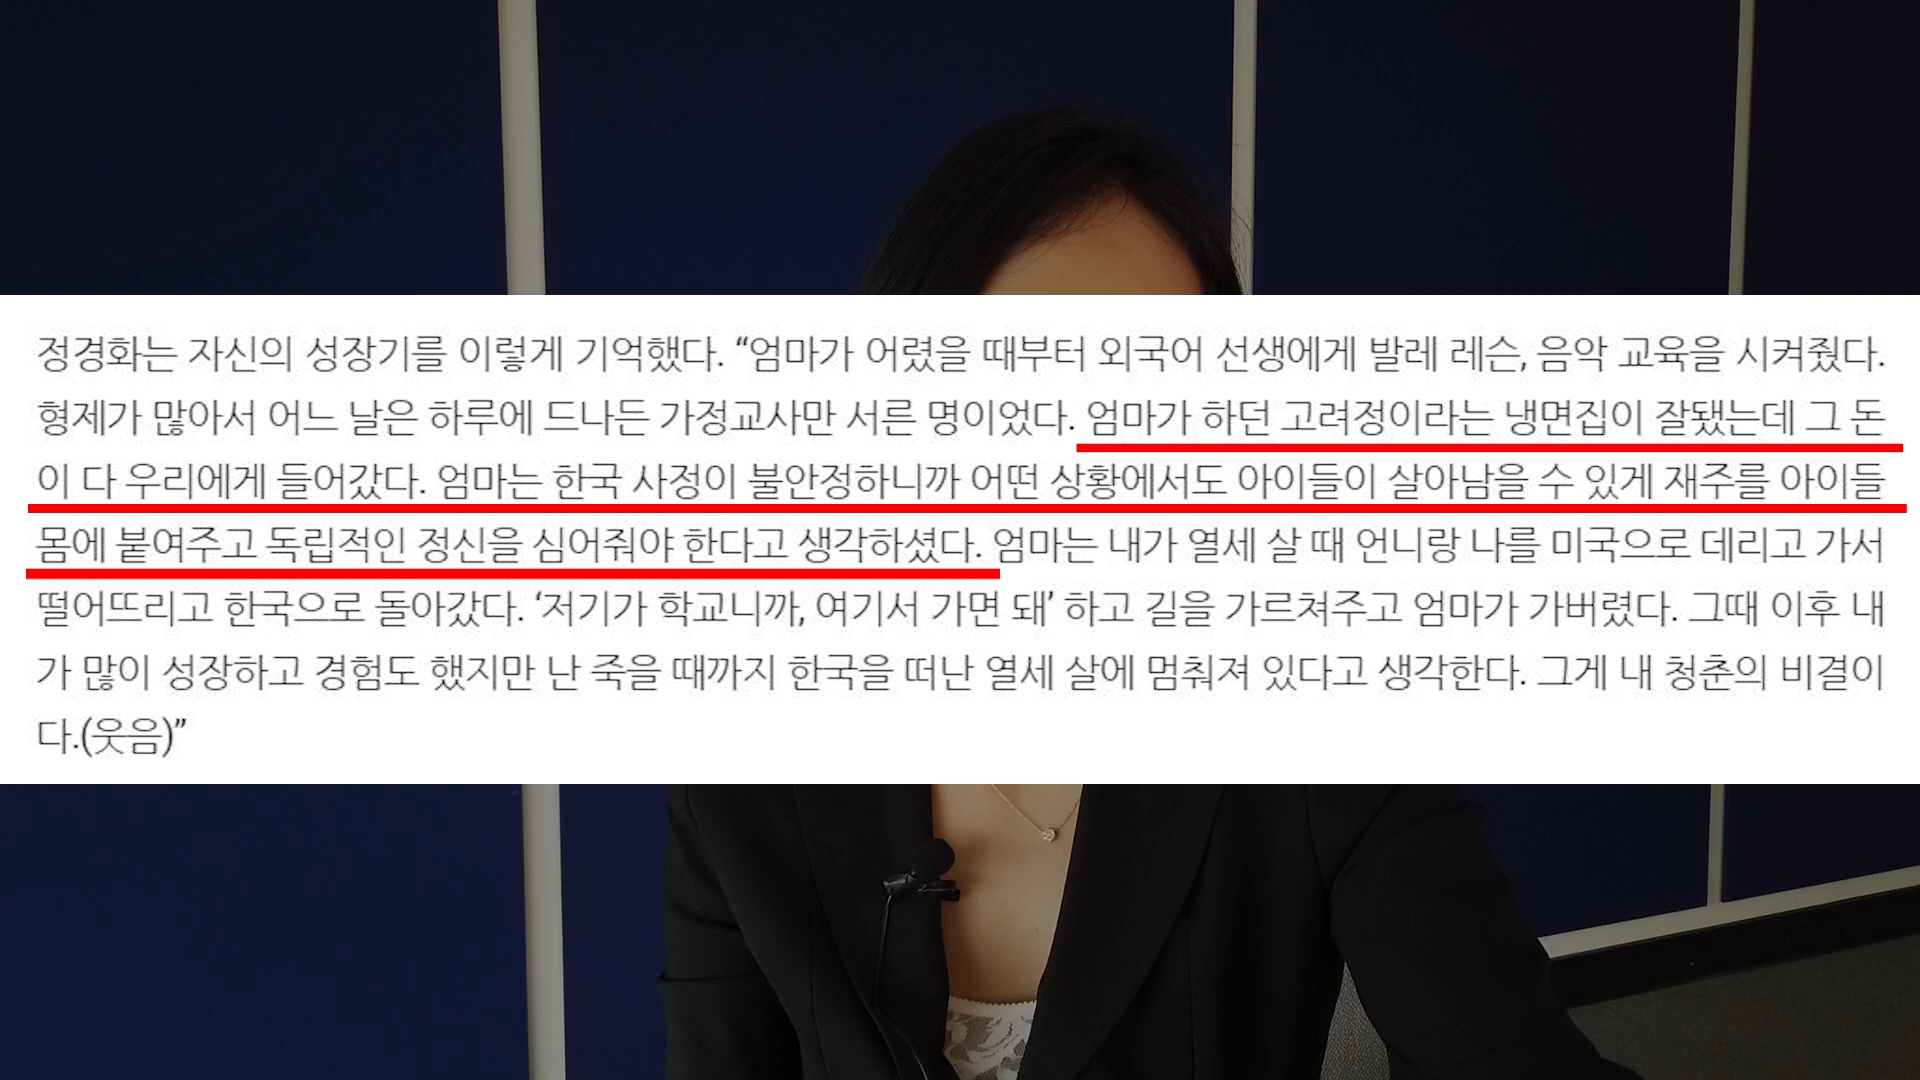 정경화는 자신의 성장기를 이렇게 기억했다. “엄마가 어렸을 때부터 외국어 선생에게 발레 레슨, 음악 교육을 시켜줬다.
형제가 많아서 어느 날은 하루에 드나든 가정교사만 서른 명이었다. 엄마가 하던 고려정이라는 냉면집이 잘됐는데 그 돈
이 다 우리에게 들어갔다. 엄마는 한국 사정이 불안정하니까 어떤 상황에서도 아이들이 살아남을 수 있게 재주를 아이들
몸에 붙여주고 독립적인 정신을 심어줘야 한다고 생각하셨다. 엄마는 내가 열세 살 때 언니랑 나를 미국으로 데리고 가서
떨어뜨리고 한국으로 돌아갔다. ‘저기가 학교니까, 여기서 가면 돼’ 하고 길을 가르쳐주고 엄마가 가버렸다. 그때 이후 내
가 많이 성장하고 경험도 했지만 난 죽을 때까지 한국을 떠난 열세 살에 멈춰져 있다고 생각한다. 그게 내 청춘의 비결이
다.(웃음)”